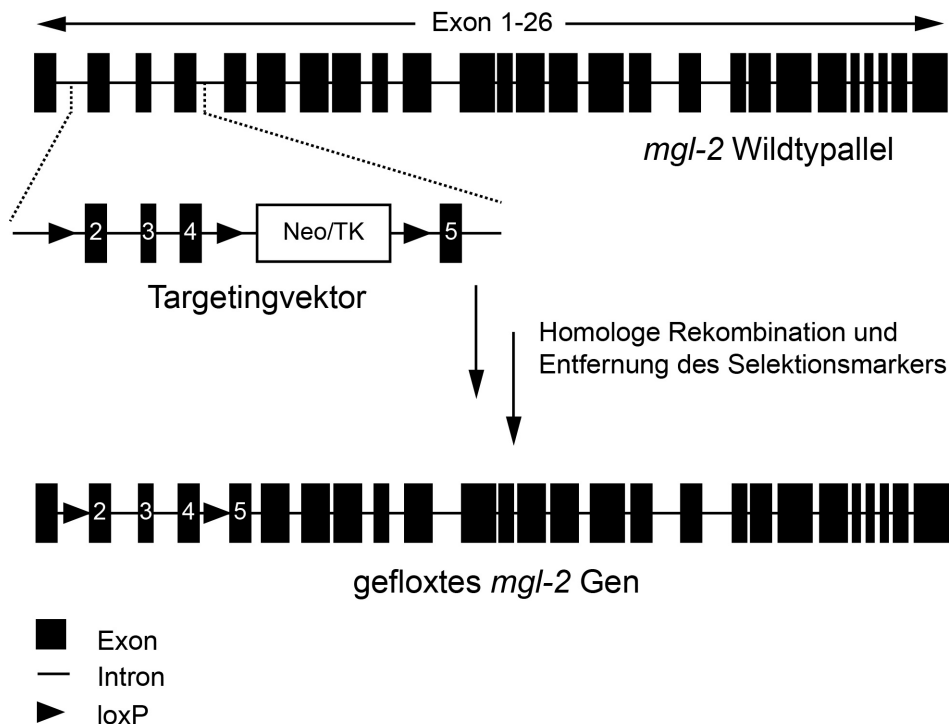 Exon 1-26
mgl-2 Wildtypallel
2 3 4 Neo/TK 5
Targetingvektor
Homologe Rekombination und
Entfernung des Selektionsmarkers
2 3 4 5
gefloxtes mgl-2 Gen
Exon
Intron
loxP